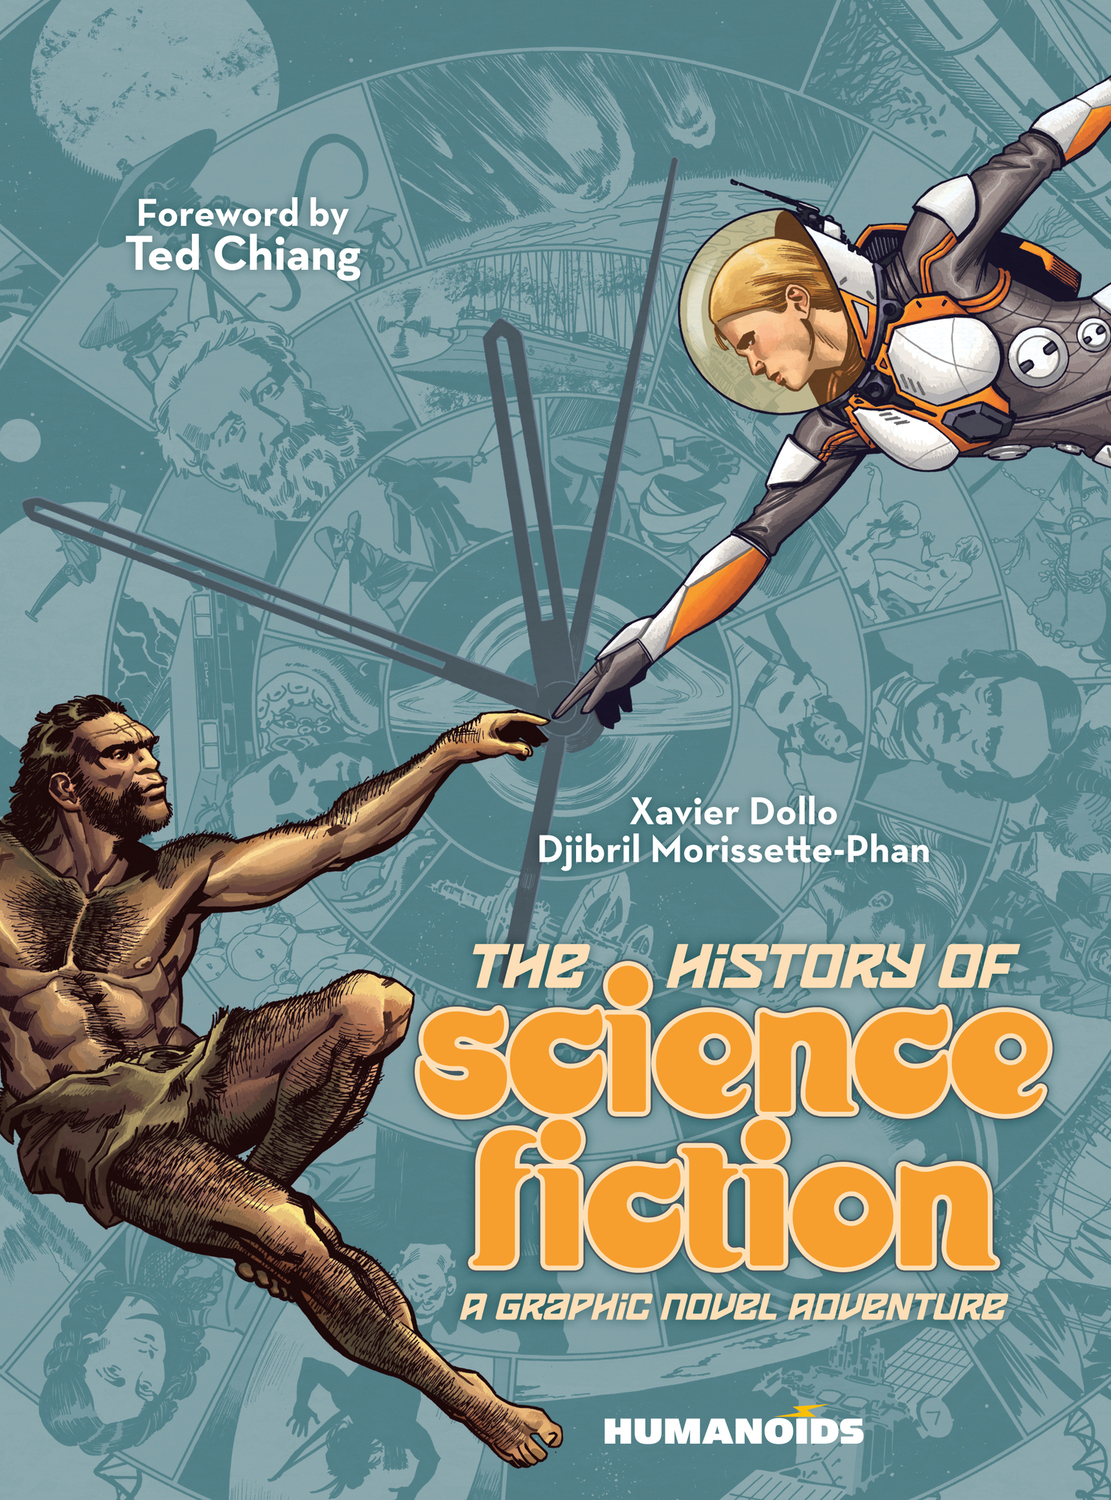 Foreword by
Ted Chiang
Xavier Dollo
Djibril Morissette-Phan
THE HISTORY OF
science
fiction
A GRAPHIC NOVEL ADVENTURE
HUMANOIDS